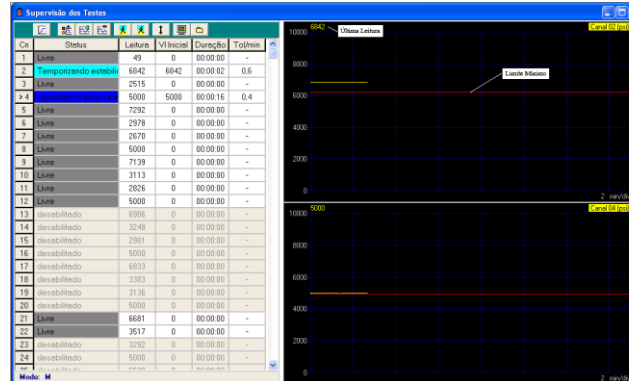 Supervisão dos Testes
Cn Status Leitura VI Inicial Duração Tol/min
1 Livre 49 0 00:00:00 -
2 Temporizando estabili 6842 6842 00:00:02 0,6
3 Livre 2515 0 00:00:00 -
>4 5000 5000 00:00:16 0,4
5 Livre 7292 0 00:00:00 -
6 Livre 2978 0 00:00:00 -
7 Livre 2670 0 00:00:00 -
8 Livre 5000 0 00:00:00 -
9 Livre 7139 0 00:00:00 -
10 Livre 3113 0 00:00:00 -
11 Livre 2826 0 00:00:00 -
12 Livre 5000 0 00:00:00 -
13 desabilitado 6986 0 00:00:00 -
14 desabilitado 3248 0 00:00:00 -
15 desabilitado 2981 0 00:00:00 -
16 desabilitado 5000 0 00:00:00 -
17 desabilitado 6833 0 00:00:00 -
18 desabilitado 3383 0 00:00:00 -
19 desabilitado 3136 0 00:00:00 -
20 desabilitado 5000 0 00:00:00 -
21 Livre 6681 0 00:00:00 -
22 Livre 3517 0 00:00:00 -
23 desabilitado 3292 0 00:00:00 -
24 desabilitado 5000 0 00:00:00 -
Modo: M
6842 Última Leitura Canal 02 (psi)
10000
8000
Limite Mínimo
6000
4000
2000
0
2 min/div
5000 Canal 04 (psi)
10000
8000
6000
4000
2000
0
2 min/div